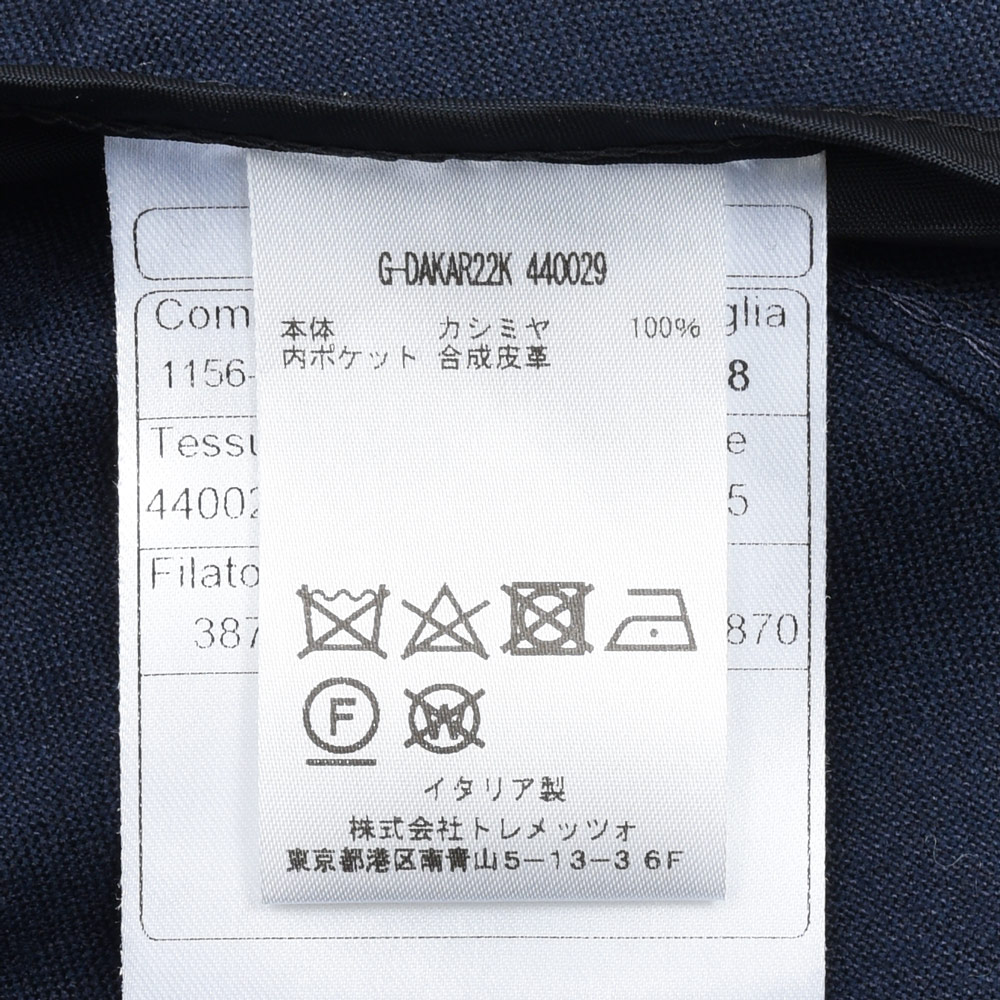 G-DAKAR22K 440029
本体 カシミヤ 100%
内ポケット 合成皮革
F
W
イタリア製
株式会社トレメッツォ
東京都港区南青山5-13-3 6F
Com
glia
1156-
8
Tessu
e
44002
5
Filato
387
870